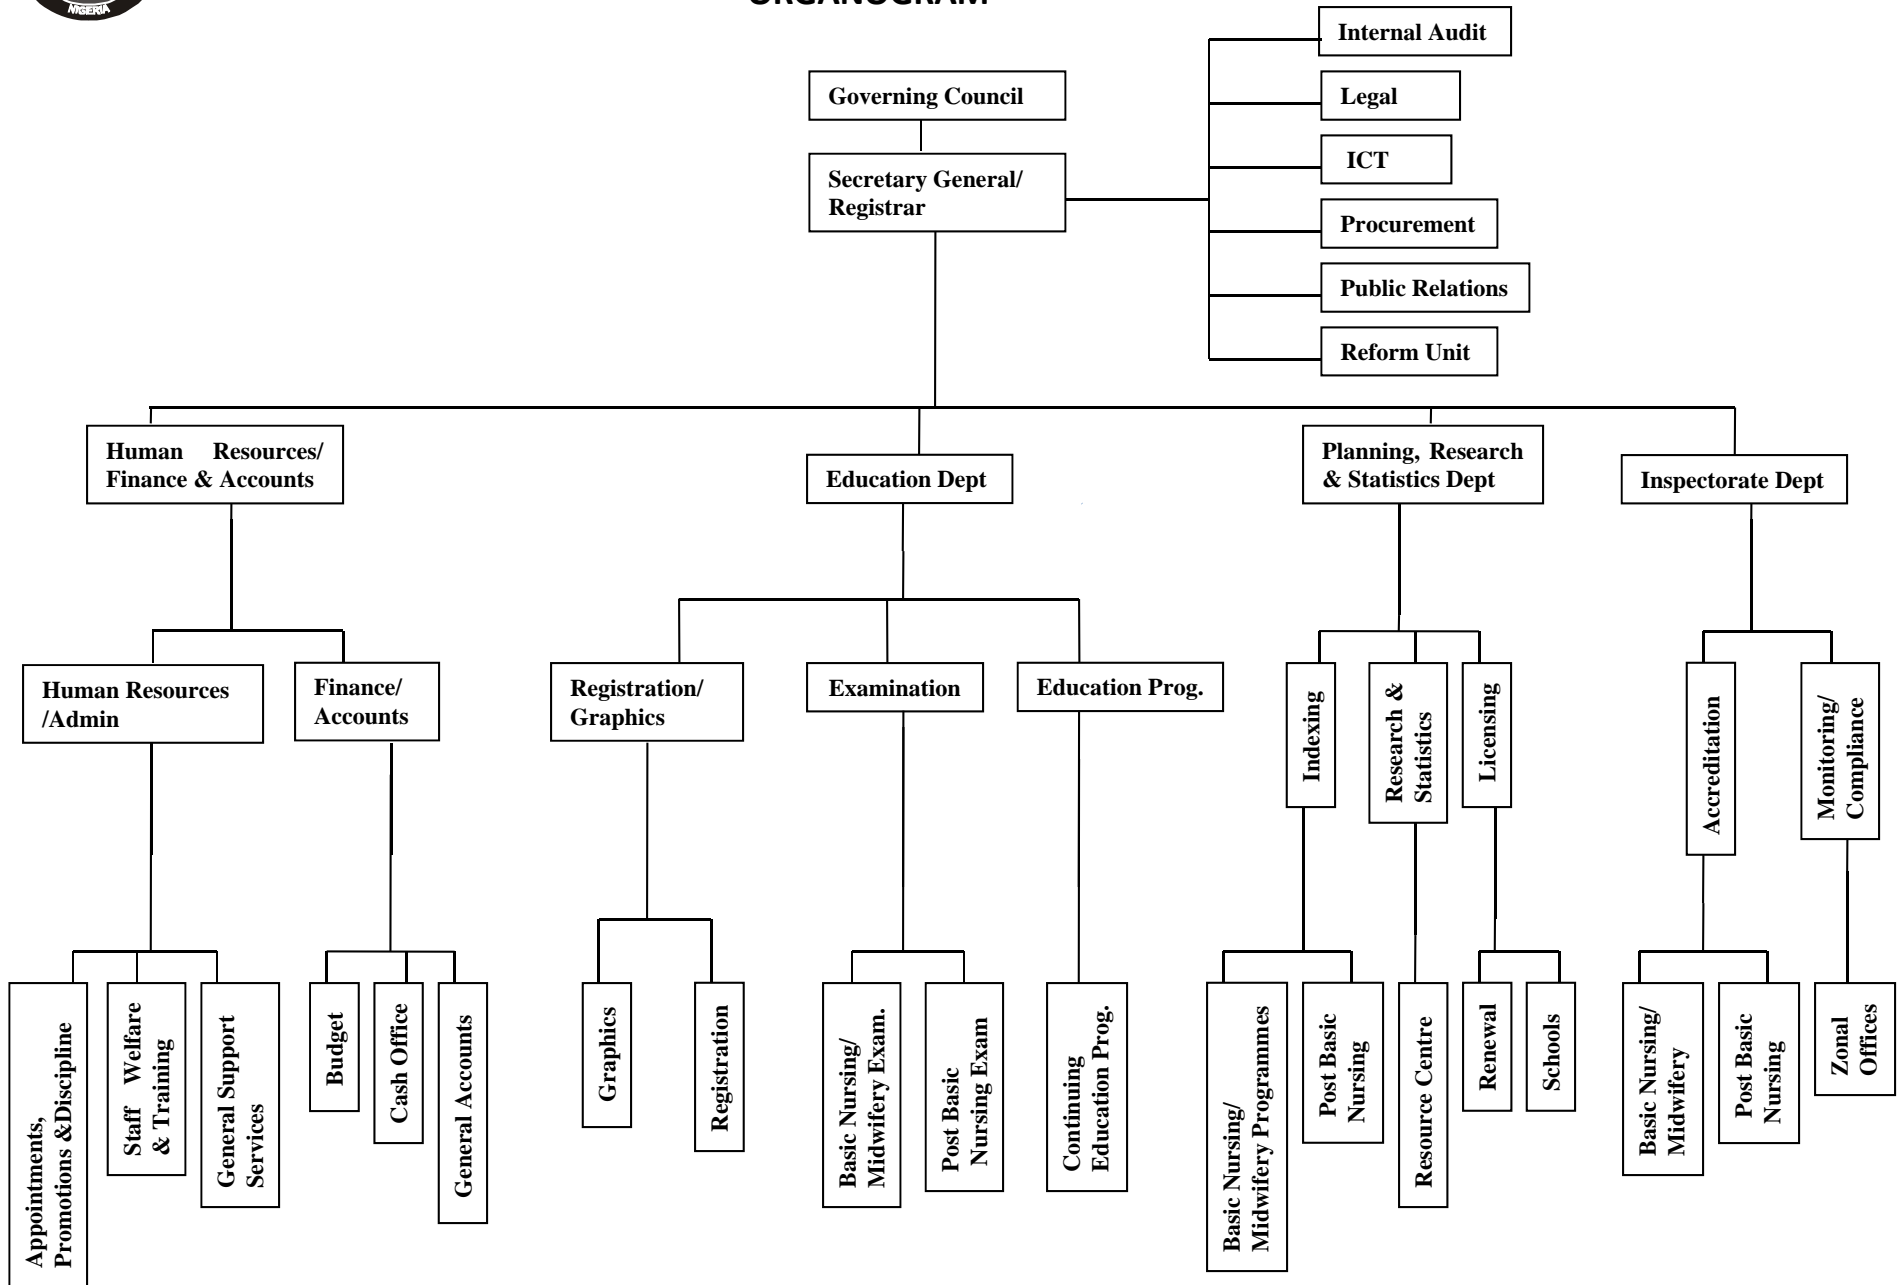 NIGERIA
ORGANOGRAM
Internal Audit
Governing Council
Legal
ICT
Secretary General/
Registrar
Procurement
Public Relations
Reform Unit
Human Resources/
Finance & Accounts
Education Dept
Planning, Research
& Statistics Dept
Inspectorate Dept
Human Resources
/Admin
Finance/
Accounts
Registration/
Graphics
Examination
Education Prog.
Indexing
Research &
Statistics
Licensing
Accreditation
Monitoring/
Compliance
Appointments,
Promotions &Discipline
Staff Welfare
& Training
General Support
Services
Budget
Cash Office
General Accounts
Graphics
Registration
Basic Nursing/
Midwifery Exam.
Post Basic
Nursing Exam
Continuing
Education Prog.
Basic Nursing/
Midwifery Programmes
Post Basic
Nursing
Resource Centre
Renewal
Schools
Basic Nursing/
Midwifery
Post Basic
Nursing
Zonal
Offices